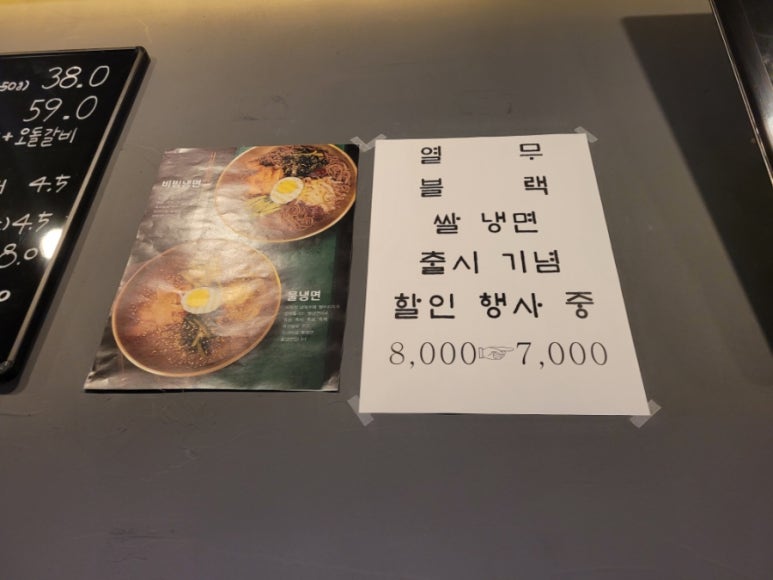 38.0
59.0
+ 오돌갈비
4.5
4.5
8.0
비빔냉면
물냉면
열 무
블 랙
쌀 냉면
출시 기념
할인 행사 중
8,000☞7,000